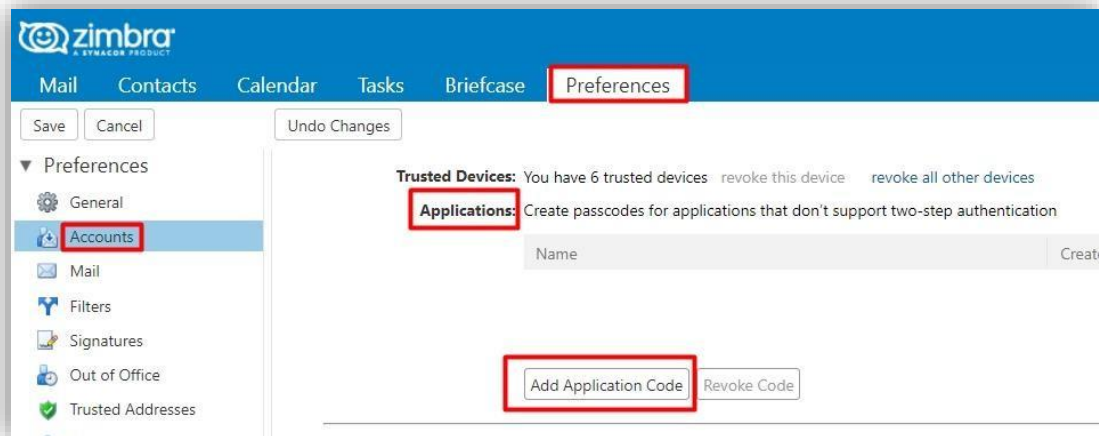 zimbra
A SYNACOR PRODUCT
Mail Contacts Calendar Tasks Briefcase Preferences
Save Cancel Undo Changes
Preferences
General
Accounts
Mail
Filters
Signatures
Out of Office
Trusted Addresses
Trusted Devices: You have 6 trusted devices revoke this device revoke all other devices
Applications: Create passcodes for applications that don't support two-step authentication
Name Create
Add Application Code Revoke Code